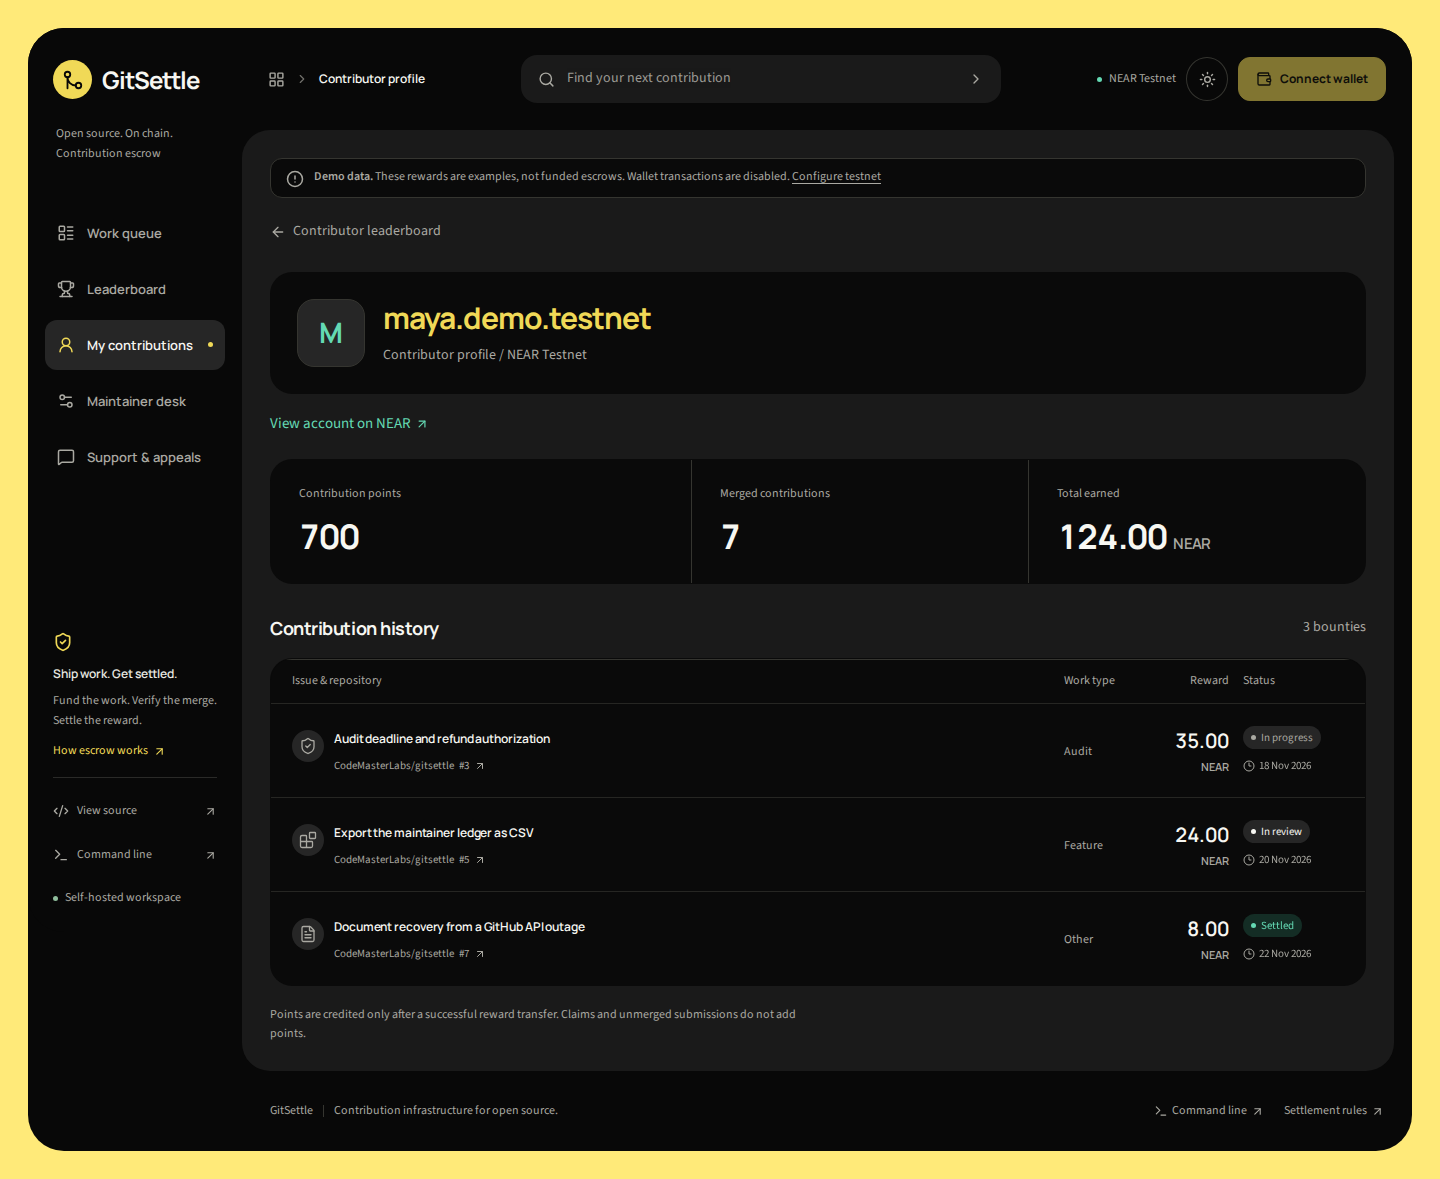 GitSettle
Contributor profile
Find your next contribution
NEAR Testnet
Connect wallet
Open source. On chain.
Contribution escrow
Work queue
Leaderboard
My contributions
Maintainer desk
Support & appeals
Ship work. Get settled.
Fund the work. Verify the merge.
Settle the reward.
How escrow works
View source
Command line
Self-hosted workspace
Demo data. These rewards are examples, not funded escrows. Wallet transactions are disabled. Configure testnet
Contributor leaderboard
M
maya.demo.testnet
Contributor profile / NEAR Testnet
View account on NEAR
Contribution points
700
Merged contributions
7
Total earned
124.00 NEAR
Contribution history
3 bounties
Issue & repository Work type Reward Status
Audit deadline and refund authorization
CodeMasterLabs/gitsettle #3
Audit
35.00
NEAR
In progress
18 Nov 2026
Export the maintainer ledger as CSV
CodeMasterLabs/gitsettle #5
Feature
24.00
NEAR
In review
20 Nov 2026
Document recovery from a GitHub API outage
CodeMasterLabs/gitsettle #7
Other
8.00
NEAR
Settled
22 Nov 2026
Points are credited only after a successful reward transfer. Claims and unmerged submissions do not add
points.
GitSettle
Contribution infrastructure for open source.
Command line
Settlement rules